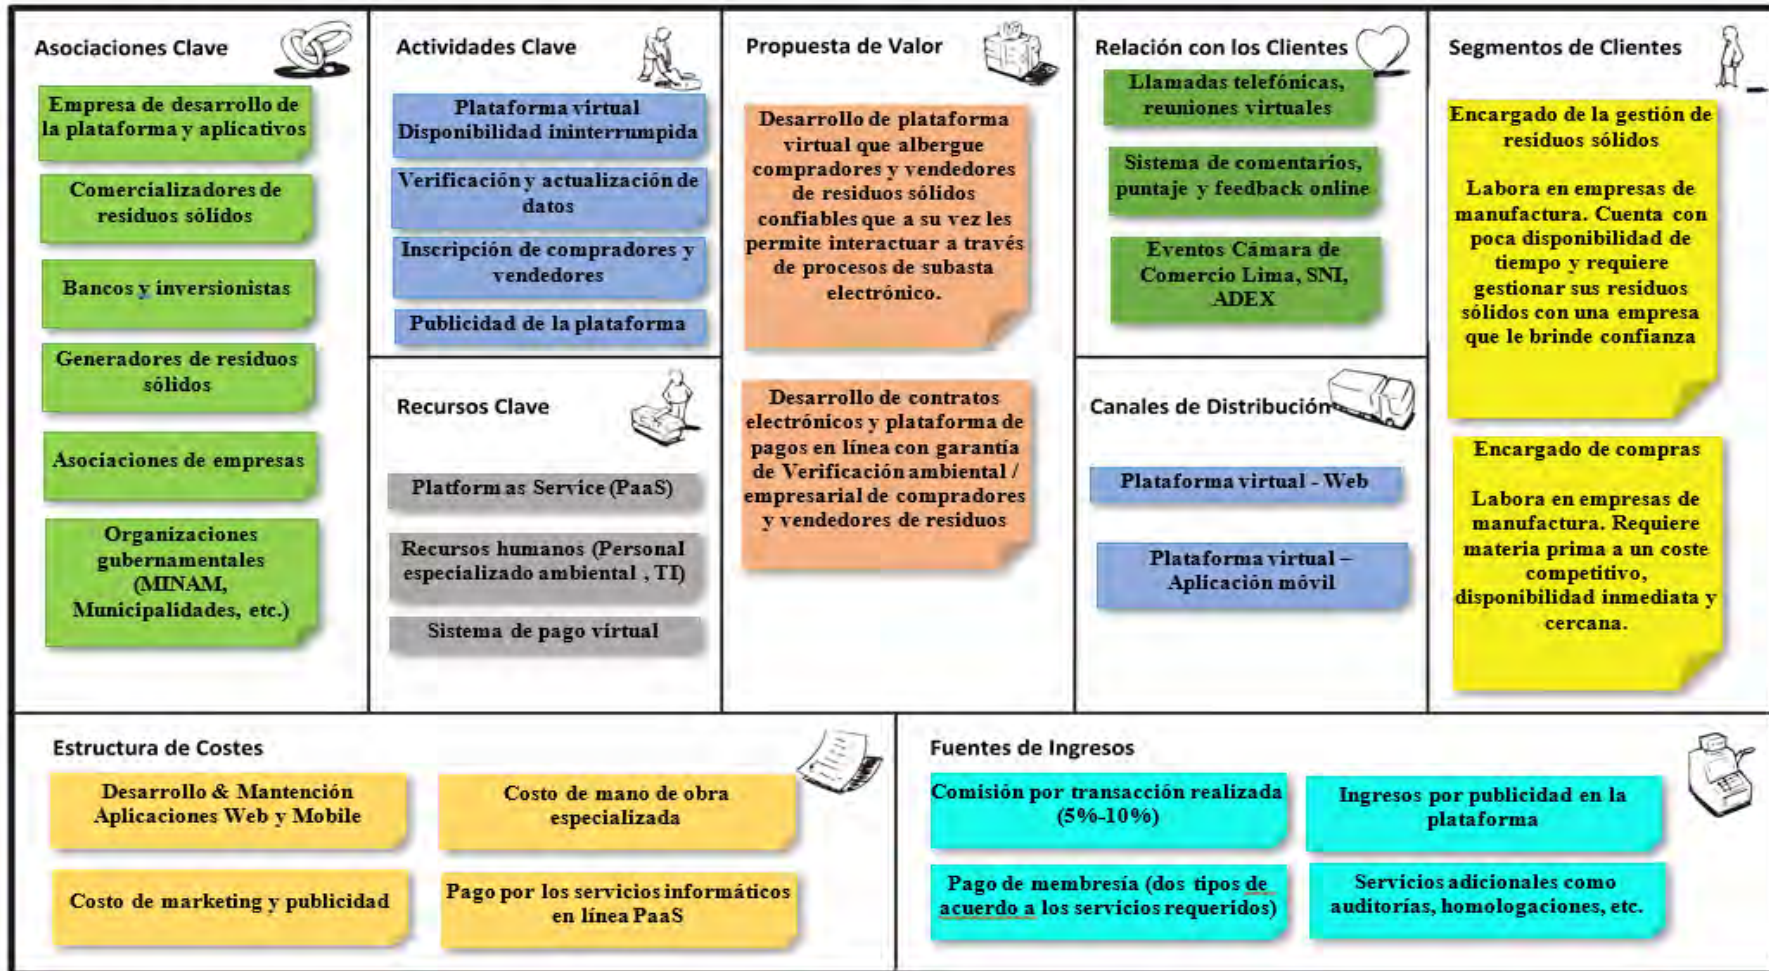 Asociaciones Clave
Empresa de desarrollo de
la plataforma y aplicativos
Comercializadores de
residuos sólidos
Bancos y inversionistas
Generadores de residuos
sólidos
Asociaciones de empresas
Organizaciones
gubernamentales
(MINAM,
Municipalidades, etc.)
Actividades Clave
Plataforma virtual
Disponibilidad ininterrumpida
Verificación y actualización de
datos
Inscripción de compradores y
vendedores
Publicidad de la plataforma
Recursos Clave
Platform as Service (PaaS)
Recursos humanos (Personal
especializado ambiental , TI)
Sistema de pago virtual
Propuesta de Valor
Desarrollo de plataforma
virtual que albergue
compradores y vendedores
de residuos sólidos
confiables que a su vez les
permite interactuar a través
de procesos de subasta
electrónico.
Desarrollo de contratos
electrónicos y plataforma de
pagos en línea con garantía
de Verificación ambiental /
empresarial de compradores
y vendedores de residuos
Relación con los Clientes
Llamadas telefónicas,
reuniones virtuales
Sistema de comentarios,
puntaje y feedback online
Eventos Cámara de
Comercio Lima, SNI,
ADEX
Canales de Distribución
Plataforma virtual - Web
Plataforma virtual –
Aplicación móvil
Segmentos de Clientes
Encargado de la gestión de
residuos sólidos
Labora en empresas de
manufactura. Cuenta con
poca disponibilidad de
tiempo y requiere
gestionar sus residuos
sólidos con una empresa
que le brinde confianza
Encargado de compras
Labora en empresas de
manufactura. Requiere
materia prima a un coste
competitivo,
disponibilidad inmediata y
cercana.
Estructura de Costes
Desarrollo & Mantención
Aplicaciones Web y Mobile
Costo de mano de obra
especializada
Costo de marketing y publicidad
Pago por los servicios informáticos
en línea PaaS
Fuentes de Ingresos
Comisión por transacción realizada
(5%-10%)
Ingresos por publicidad en la
plataforma
Pago de membresía (dos tipos de
acuerdo a los servicios requeridos)
Servicios adicionales como
auditorías, homologaciones, etc.